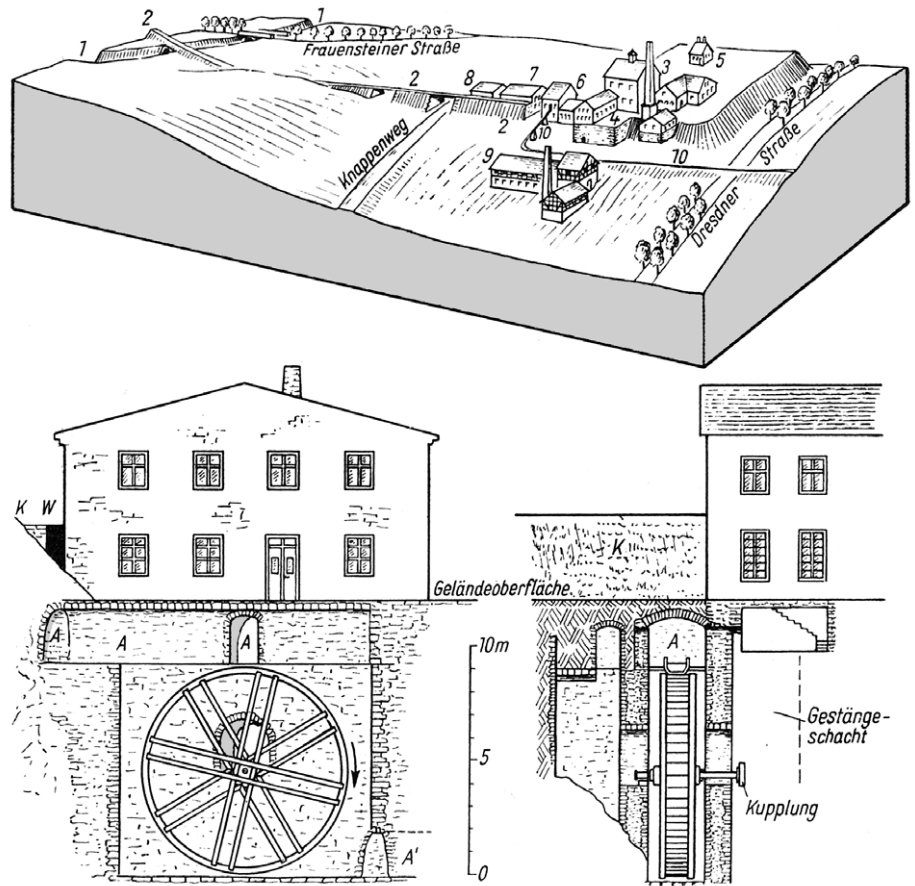 1
2
1
Frauensteiner Straße
2
8
7
6
3
5
2
10
4
9
10
Knappenweg
Dresdner Straße
K W
K
Geländeoberfläche
A
A
A
A
10m
5
0
Gestänge-
schacht
Kupplung
A'